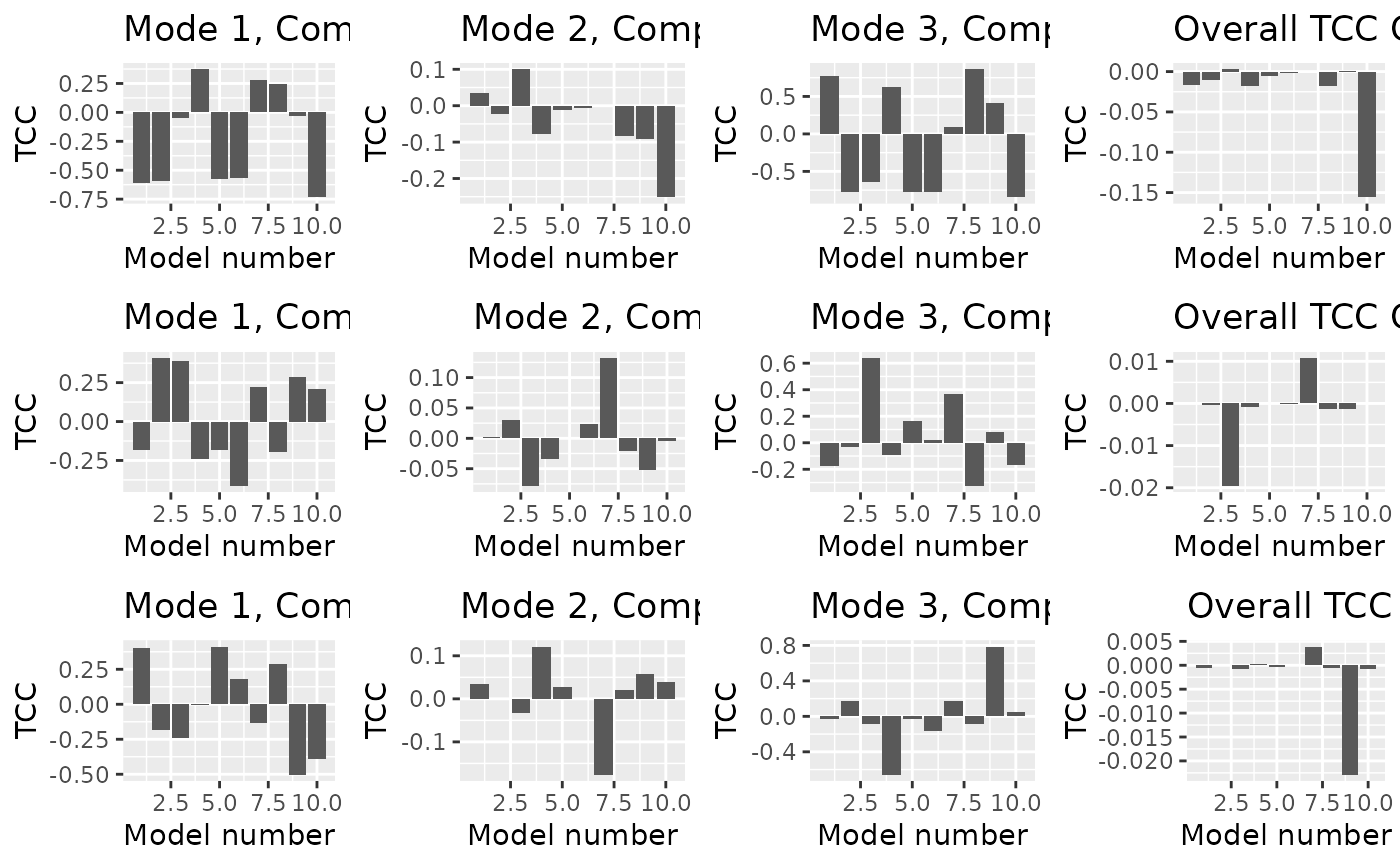 Mode 1, Com
Mode 2, Comp
Mode 3, Comp
Overall TCC C
TCC
0.25
0.00
-0.25
-0.50
-0.75
2.5 5.0 7.5 10.0
Model number
TCC
0.1
0.0
-0.1
-0.2
2.5 5.0 7.5 10.0
Model number
TCC
0.5
0.0
-0.5
2.5 5.0 7.5 10.0
Model number
TCC
0.00
-0.05
-0.10
-0.15
2.5 5.0 7.5 10.0
Model number
Mode 1, Com
Mode 2, Com
Mode 3, Comp
Overall TCC C
TCC
0.25
0.00
-0.25
2.5 5.0 7.5 10.0
Model number
TCC
0.10
0.05
0.00
-0.05
2.5 5.0 7.5 10.0
Model number
TCC
0.6
0.4
0.2
0.0
-0.2
2.5 5.0 7.5 10.0
Model number
TCC
0.01
0.00
-0.01
-0.02
2.5 5.0 7.5 10.0
Model number
Mode 1, Com
Mode 2, Comp
Mode 3, Comp
Overall TCC
TCC
0.25
0.00
-0.25
-0.50
2.5 5.0 7.5 10.0
Model number
TCC
0.1
0.0
-0.1
2.5 5.0 7.5 10.0
Model number
TCC
0.8
0.4
0.0
-0.4
2.5 5.0 7.5 10.0
Model number
TCC
0.005
0.000
-0.005
-0.010
-0.015
-0.020
2.5 5.0 7.5 10.0
Model number